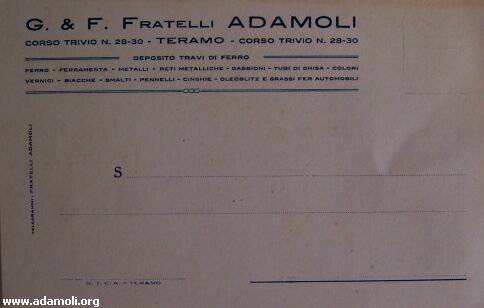 G. & F. FRATELLI ADAMOLI
CORSO TRIVIO N. 28-30 - TERAMO - CORSO TRIVIO N. 28-30
DEPOSITO TRAVI DI FERRO
FERRO - FERRAMENTA - METALLI - RETI METALLICHE - GABBIONI - TUBI DI GHISA - COLORI
VERNICI - BIACCHE - SMALTI - PENNELLI - CINGHIE - OLEOBLITZ E GRASSI PER AUTOMOBILI
TELEGRAMMI: FRATELLI ADAMOLI
S
S. T. C. A. - TERAMO
www.adamoli.org